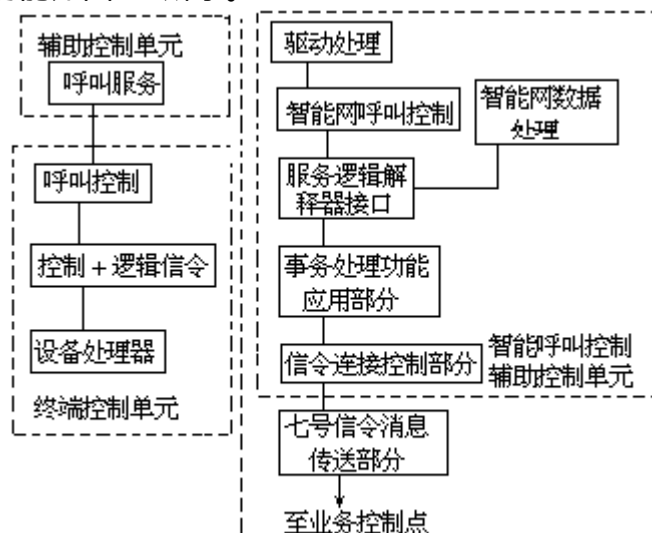 辅助控制单元
呼叫服务
呼叫控制
控制＋逻辑信令
设备处理器
终端控制单元
驱动处理
智能网呼叫控制
智能网数据
处理
服务逻辑解
释器接口
事务处理功能
应用部分
信令连接控制部分
智能呼叫控制
辅助控制单元
七号信令消息
传送部分
至业务控制点